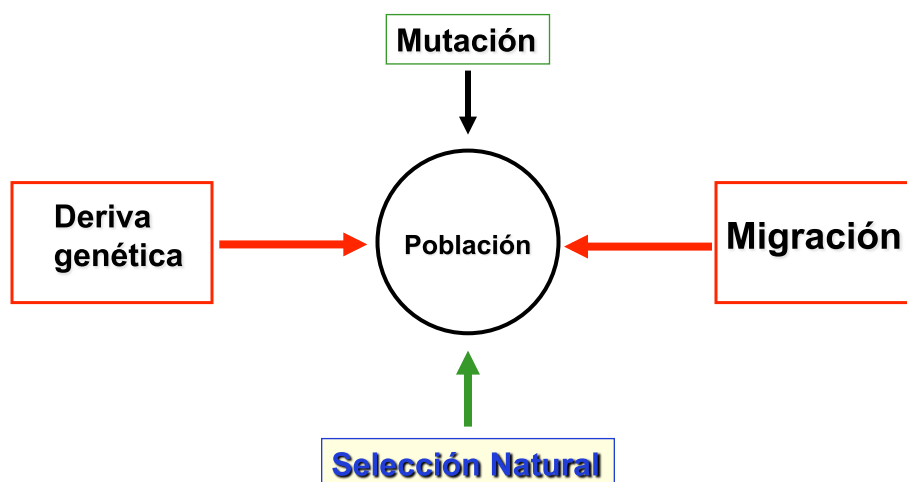 Mutación
Deriva
genética
Población
Migración
Selección Natural